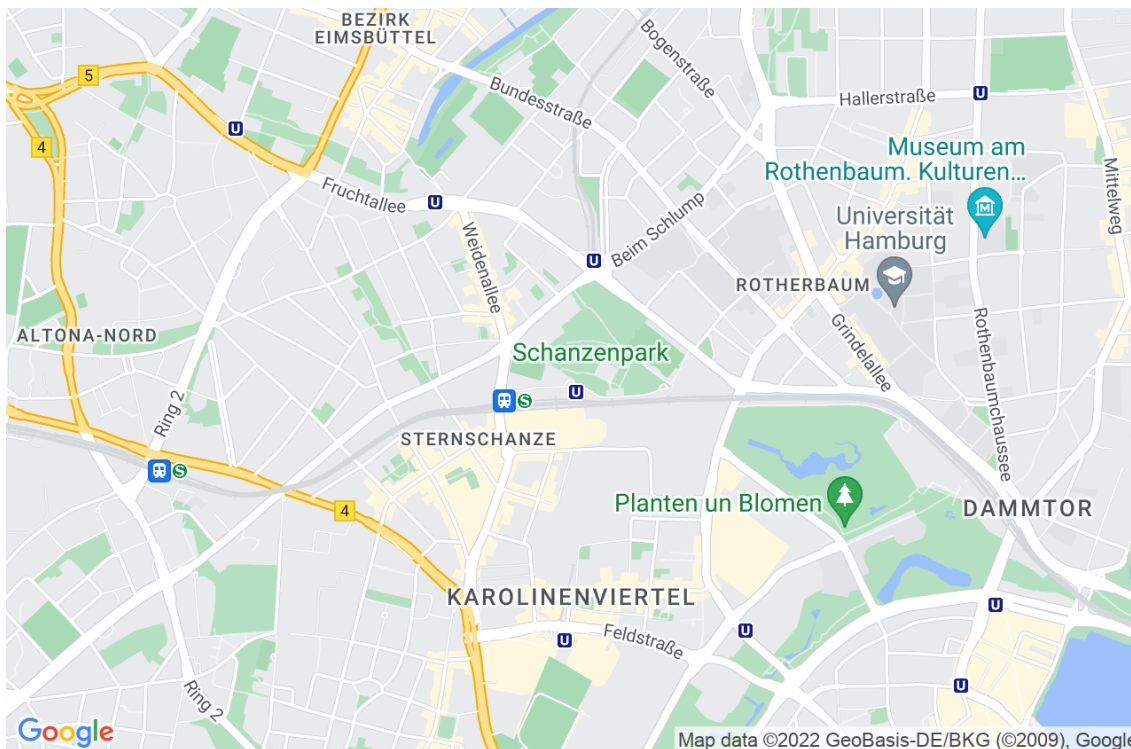 BEZIRK
EIMSBÜTTEL
Bogenstraße
5
Bundesstraße
Hallerstraße
U
U
4
Museum am
Rothenbaum. Kulturen...
M
Mittelweg
Fruchtallee
U
Weidenallee
Beim Schlump
Universität
Hamburg
U
ROTHERBAUM
ALTONA-NORD
Schanzenpark
Grindelallee
Rothenbaumchaussee
Ring 2
S
U
STERNSCHANZE
S
4
Planten un Blomen
DAMMTOR
KAROLINENVIERTEL
U
Feldstraße
U
U
Ring 2
U
Google
Map data ©2022 GeoBasis-DE/BKG (©2009), Google